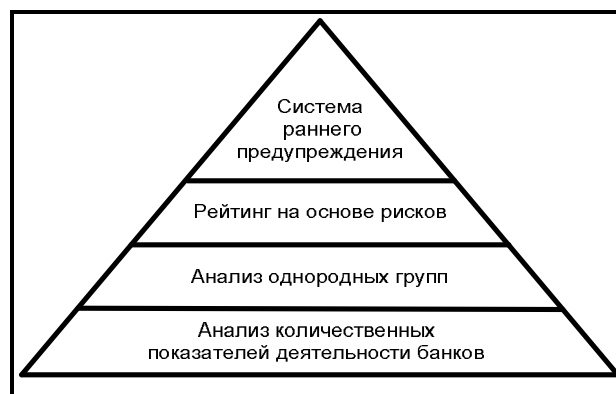 Система
раннего
предупреждения
Рейтинг на основе рисков
Анализ однородных групп
Анализ количественных
показателей деятельности банков